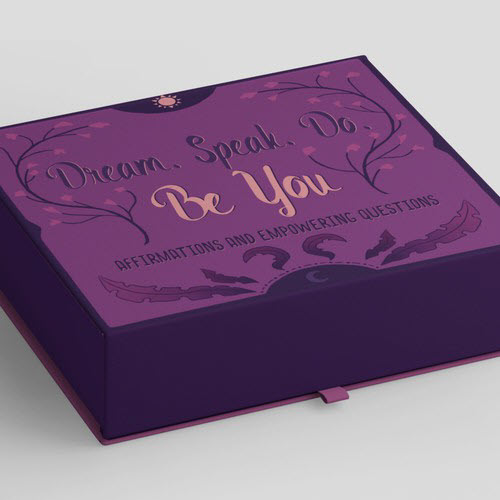 Dream. Speak. Do.
Be You
AFFIRMATIONS AND EMPOWERING QUESTIONS